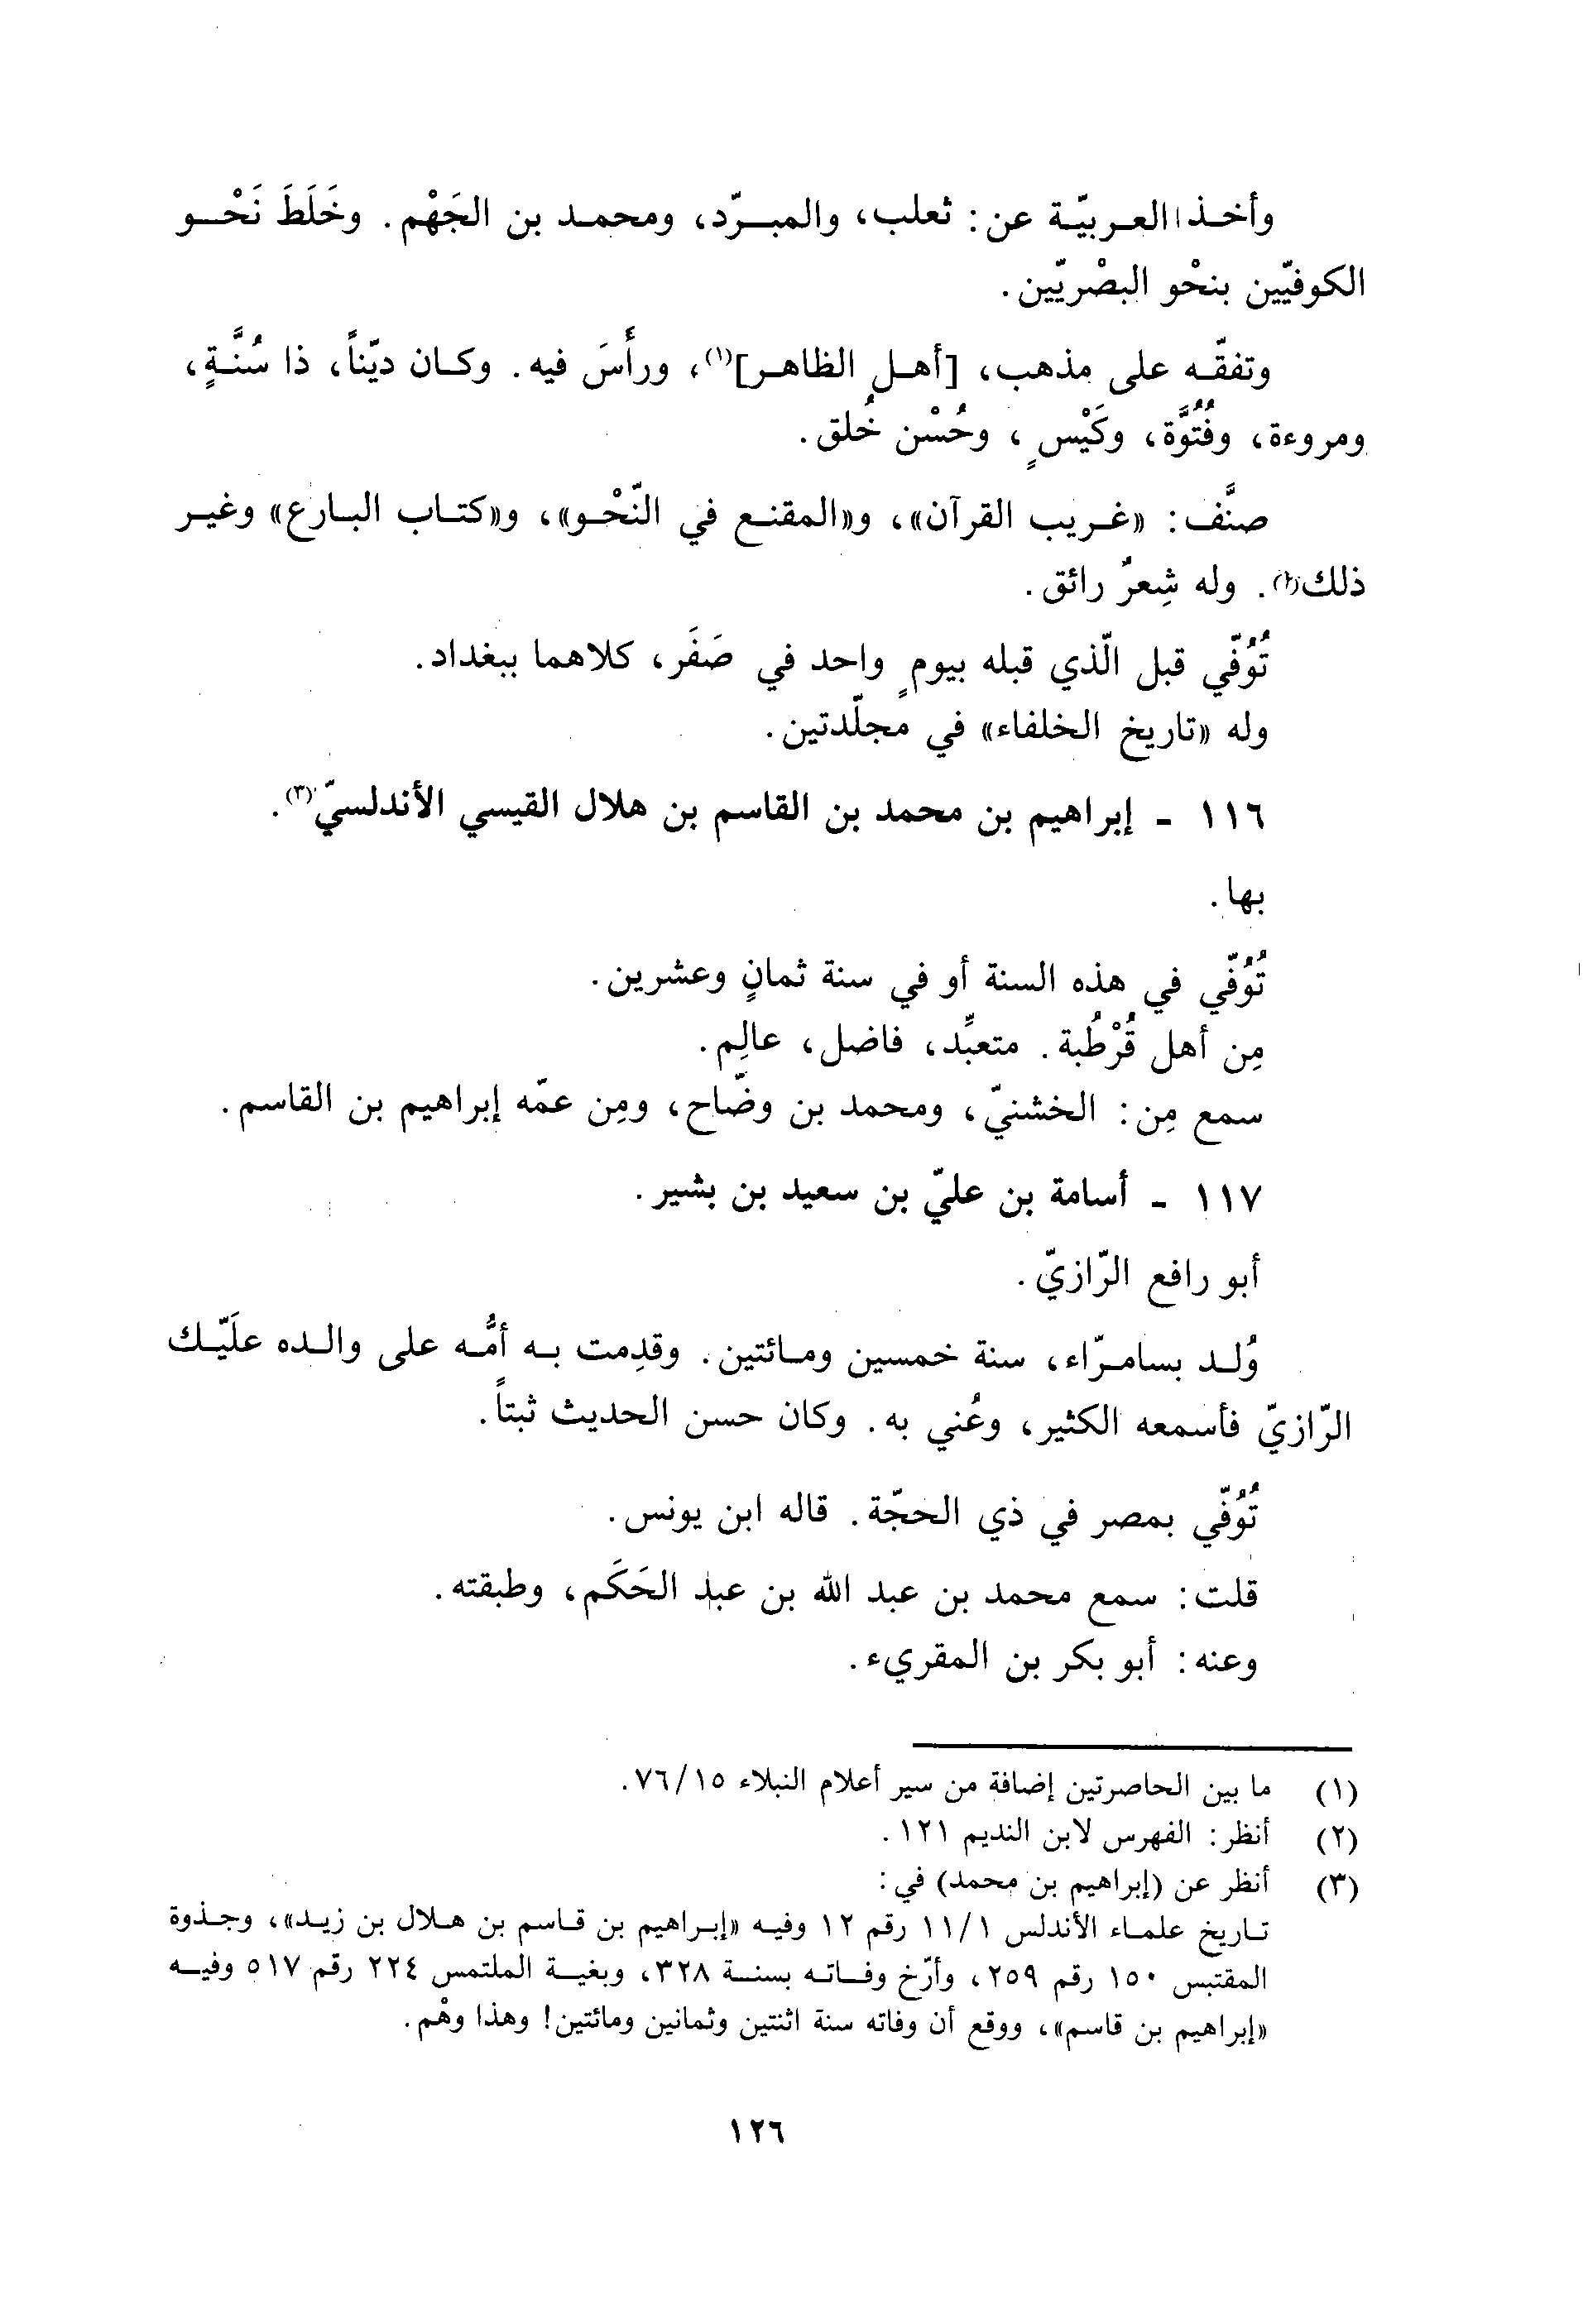 وأخذ العربيّة عن: ثعلب، والمبرّد، ومحمد بن الجَهْم. وخَلَطَ نَحْو
الكوفيّين بنحْو البصْريّين.
وتفقّه على مذهب، [أهل الظاهر]⁽¹⁾، ورأَسَ فيه. وكان ديّناً، ذا سُنَّةٍ،
ومروءة، وفُتُوَّة، وكَيْسٍ، وحُسْن خُلق.
صنَّف: «غريب القرآن»، و«المقنع في النّحْو»، و«كتاب البارع» وغير
ذلك⁽²⁾. وله شِعرٌ رائق.
تُوُفّي قبل الّذي قبله بيومٍ واحد في صَفَر، كلاهما ببغداد.
وله «تاريخ الخلفاء» في مجلّدتين.
١١٦ - إبراهيم بن محمد بن القاسم بن هلال القيسي الأندلسيّ⁽³⁾.
بها.
تُوُفّي في هذه السنة أو في سنة ثمانٍ وعشرين.
مِن أهل قُرْطُبة. متعبِّد، فاضل، عالِم.
سمع مِن: الخشنيّ، ومحمد بن وضّاح، ومِن عمّه إبراهيم بن القاسم.
١١٧ - أسامة بن عليّ بن سعيد بن بشير.
أبو رافع الرّازيّ.
وُلد بسامرّاء، سنة خمسين ومائتين. وقدِمت به أمُّه على والده علَيّك
الرّازيّ فأسمعه الكثير، وعُني به. وكان حسن الحديث ثبتاً.
تُوُفّي بمصر في ذي الحجّة. قاله ابن يونس.
قلت: سمع محمد بن عبد الله بن عبد الحَكَم، وطبقته.
وعنه: أبو بكر بن المقريء.
(١) ما بين الحاصرتين إضافة من سير أعلام النبلاء ٧٦/١٥.
(٢) أنظر: الفهرس لابن النديم ١٢١.
(٣) أنظر عن (إبراهيم بن محمد) في:
تاريخ علماء الأندلس ١١/١ رقم ١٢ وفيه «إبراهيم بن قاسم بن هلال بن زيد»، وجذوة
المقتبس ١٥٠ رقم ٢٥٩، وأرّخ وفاته بسنة ٣٢٨، وبغية الملتمس ٢٢٤ رقم ٥١٧ وفيه
«إبراهيم بن قاسم»، ووقع أن وفاته سنة اثنتين وثمانين ومائتين! وهذا وهْم.
١٢٦